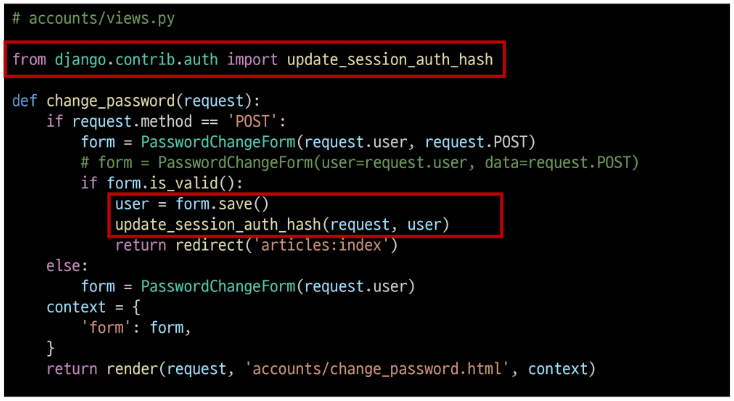 # accounts/views.py
from django.contrib.auth import update_session_auth_hash
def change_password(request):
    if request.method == 'POST':
        form = PasswordChangeForm(request.user, request.POST)
        # form = PasswordChangeForm(user=request.user, data=request.POST)
        if form.is_valid():
            user = form.save()
            update_session_auth_hash(request, user)
            return redirect('articles:index')
    else:
        form = PasswordChangeForm(request.user)
    context = {
        'form': form,
    }
    return render(request, 'accounts/change_password.html', context)